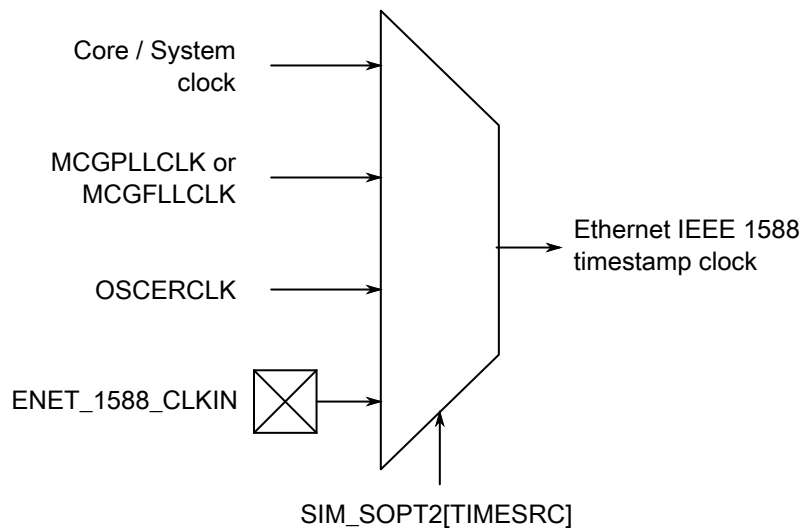 Core / System
clock
MCGPLLCLK or
MCGFLLCLK
Ethernet IEEE 1588
timestamp clock
OSCERCLK
ENET_1588_CLKIN
SIM_SOPT2[TIMESRC]